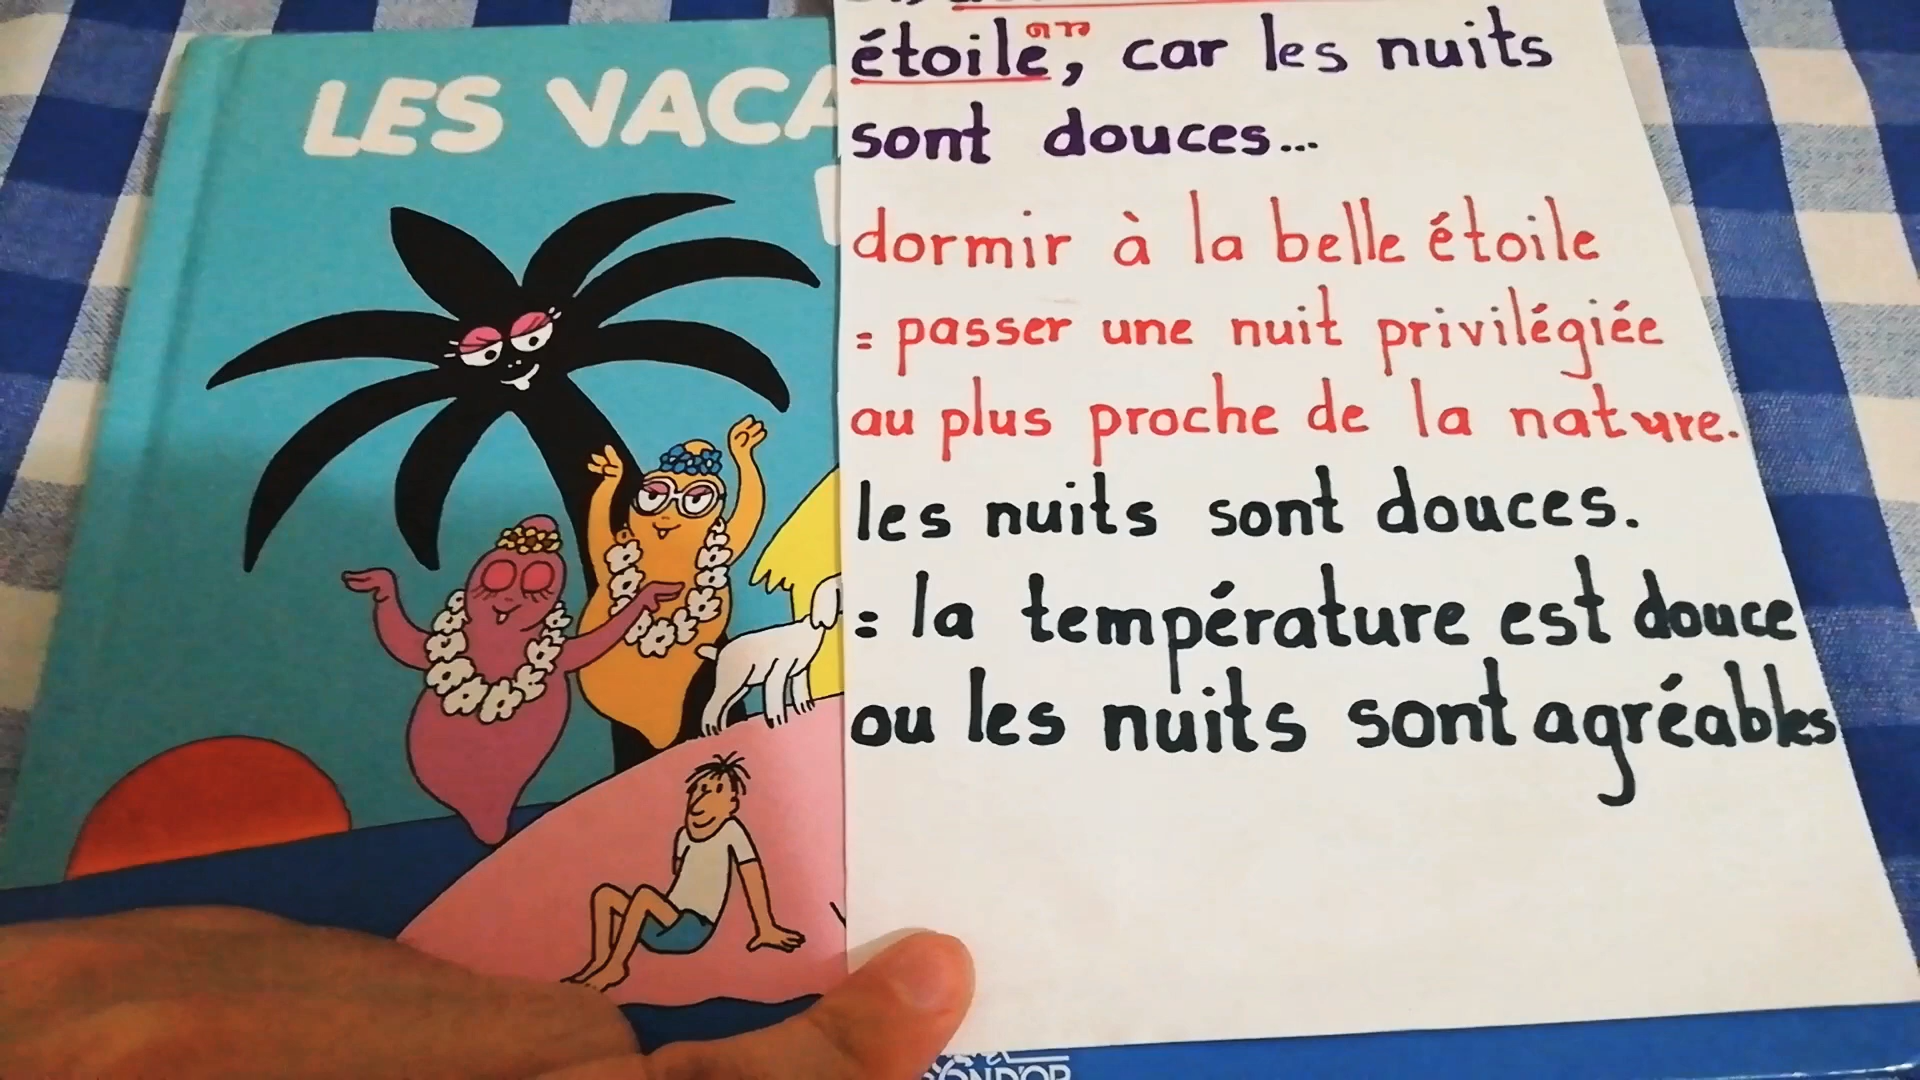 LES VACA
étoile", car les nuits
sont douces...
dormir à la belle étoile
= passer une nuit privilégiée
au plus proche de la nature.
les nuits sont douces.
= la température est douce
ou les nuits sont agréables